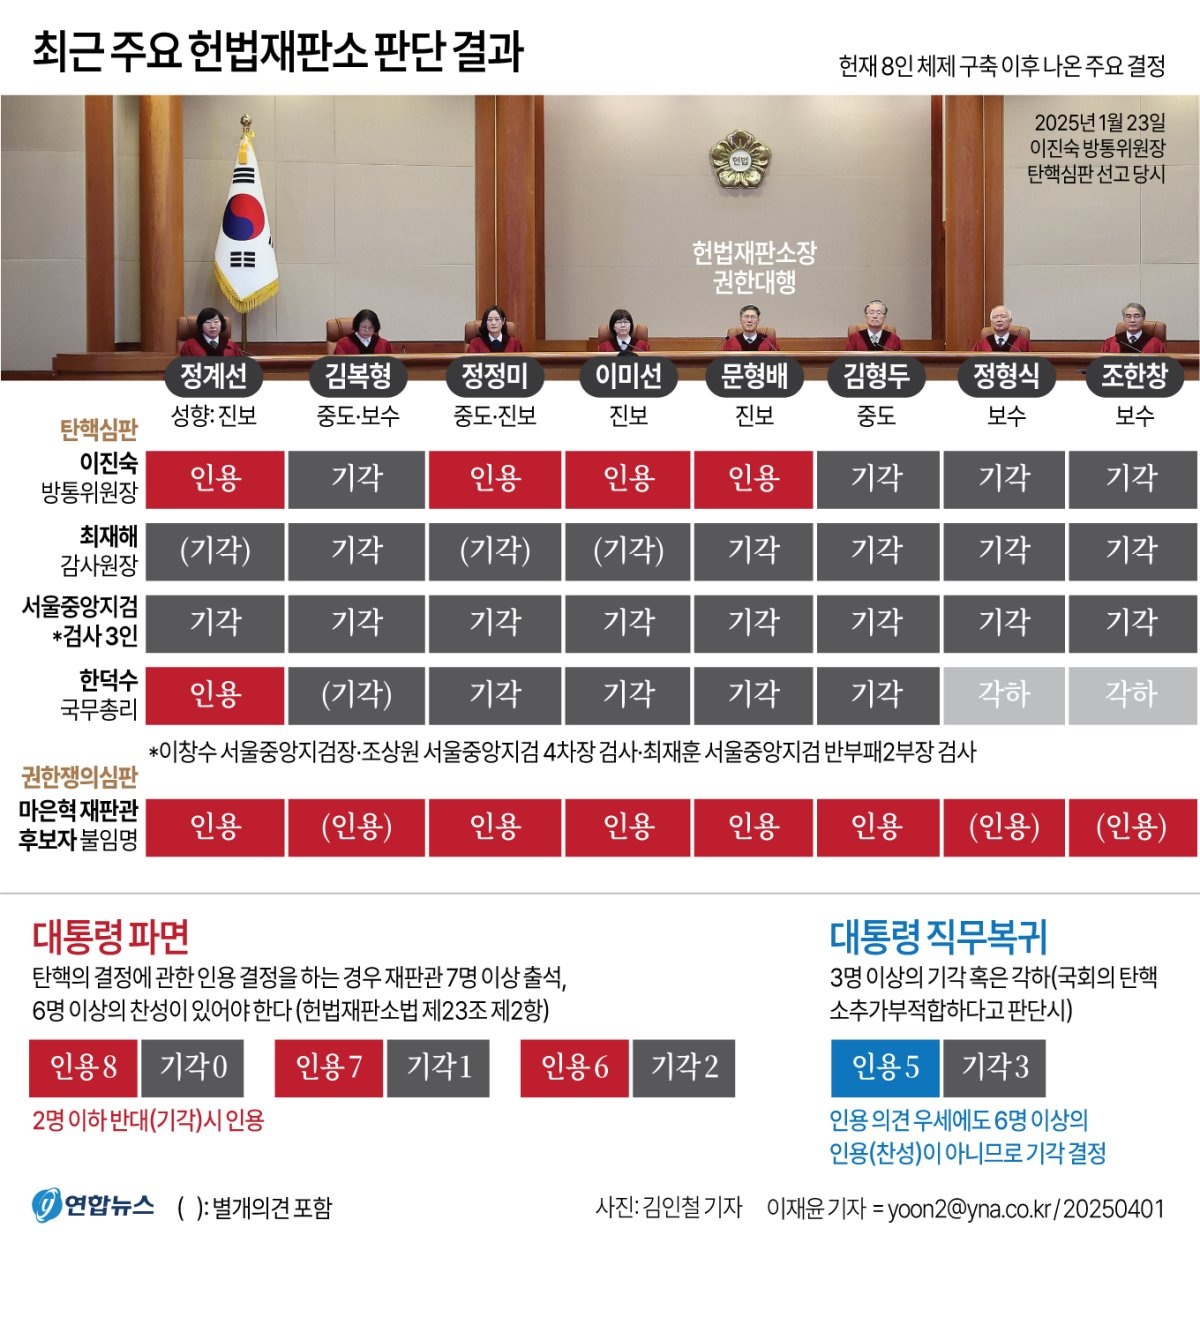 최근 주요 헌법재판소 판단 결과
헌재 8인 체제 구축 이후 나온 주요 결정
2025년 1월 23일
이진숙 방통위원장
탄핵심판 선고 당시
헌법
헌법재판소장
권한대행
정계선 김복형 정정미 이미선 문형배 김형두 정형식 조한창
성향: 진보 중도·보수 중도·진보 진보 진보 중도 보수 보수
탄핵심판
이진숙
방통위원장
인용 기각 인용 인용 인용 기각 기각 기각
최재해
감사원장
(기각) 기각 (기각) (기각) 기각 기각 기각 기각
서울중앙지검
*검사 3인
기각 기각 기각 기각 기각 기각 기각 기각
한덕수
국무총리
인용 (기각) 기각 기각 기각 기각 각하 각하
*이창수 서울중앙지검장·조상원 서울중앙지검 4차장 검사·최재훈 서울중앙지검 반부패2부장 검사
권한쟁의심판
마은혁 재판관
후보자 불임명
인용 (인용) 인용 인용 인용 인용 (인용) (인용)
대통령 파면
탄핵의 결정에 관한 인용 결정을 하는 경우 재판관 7명 이상 출석,
6명 이상의 찬성이 있어야 한다 (헌법재판소법 제23조 제2항)
인용 8 기각 0 인용 7 기각 1 인용 6 기각 2
2명 이하 반대(기각)시 인용
대통령 직무복귀
3명 이상의 기각 혹은 각하(국회의 탄핵
소추가 부적합하다고 판단시)
인용 5 기각 3
인용 의견 우세에도 6명 이상의
인용(찬성)이 아니므로 기각 결정
연합뉴스 ( ): 별개의견 포함
사진: 김인철 기자 이재윤 기자 = yoon2@yna.co.kr / 20250401